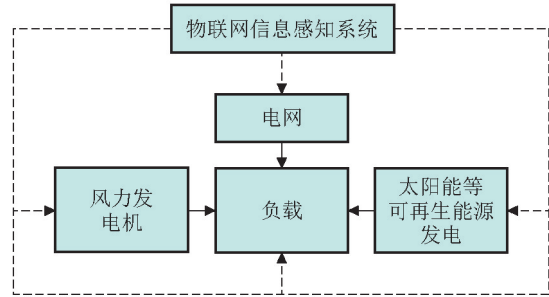 物联网信息感知系统
电网
风力发
电机
负载
太阳能等
可再生能源
发电